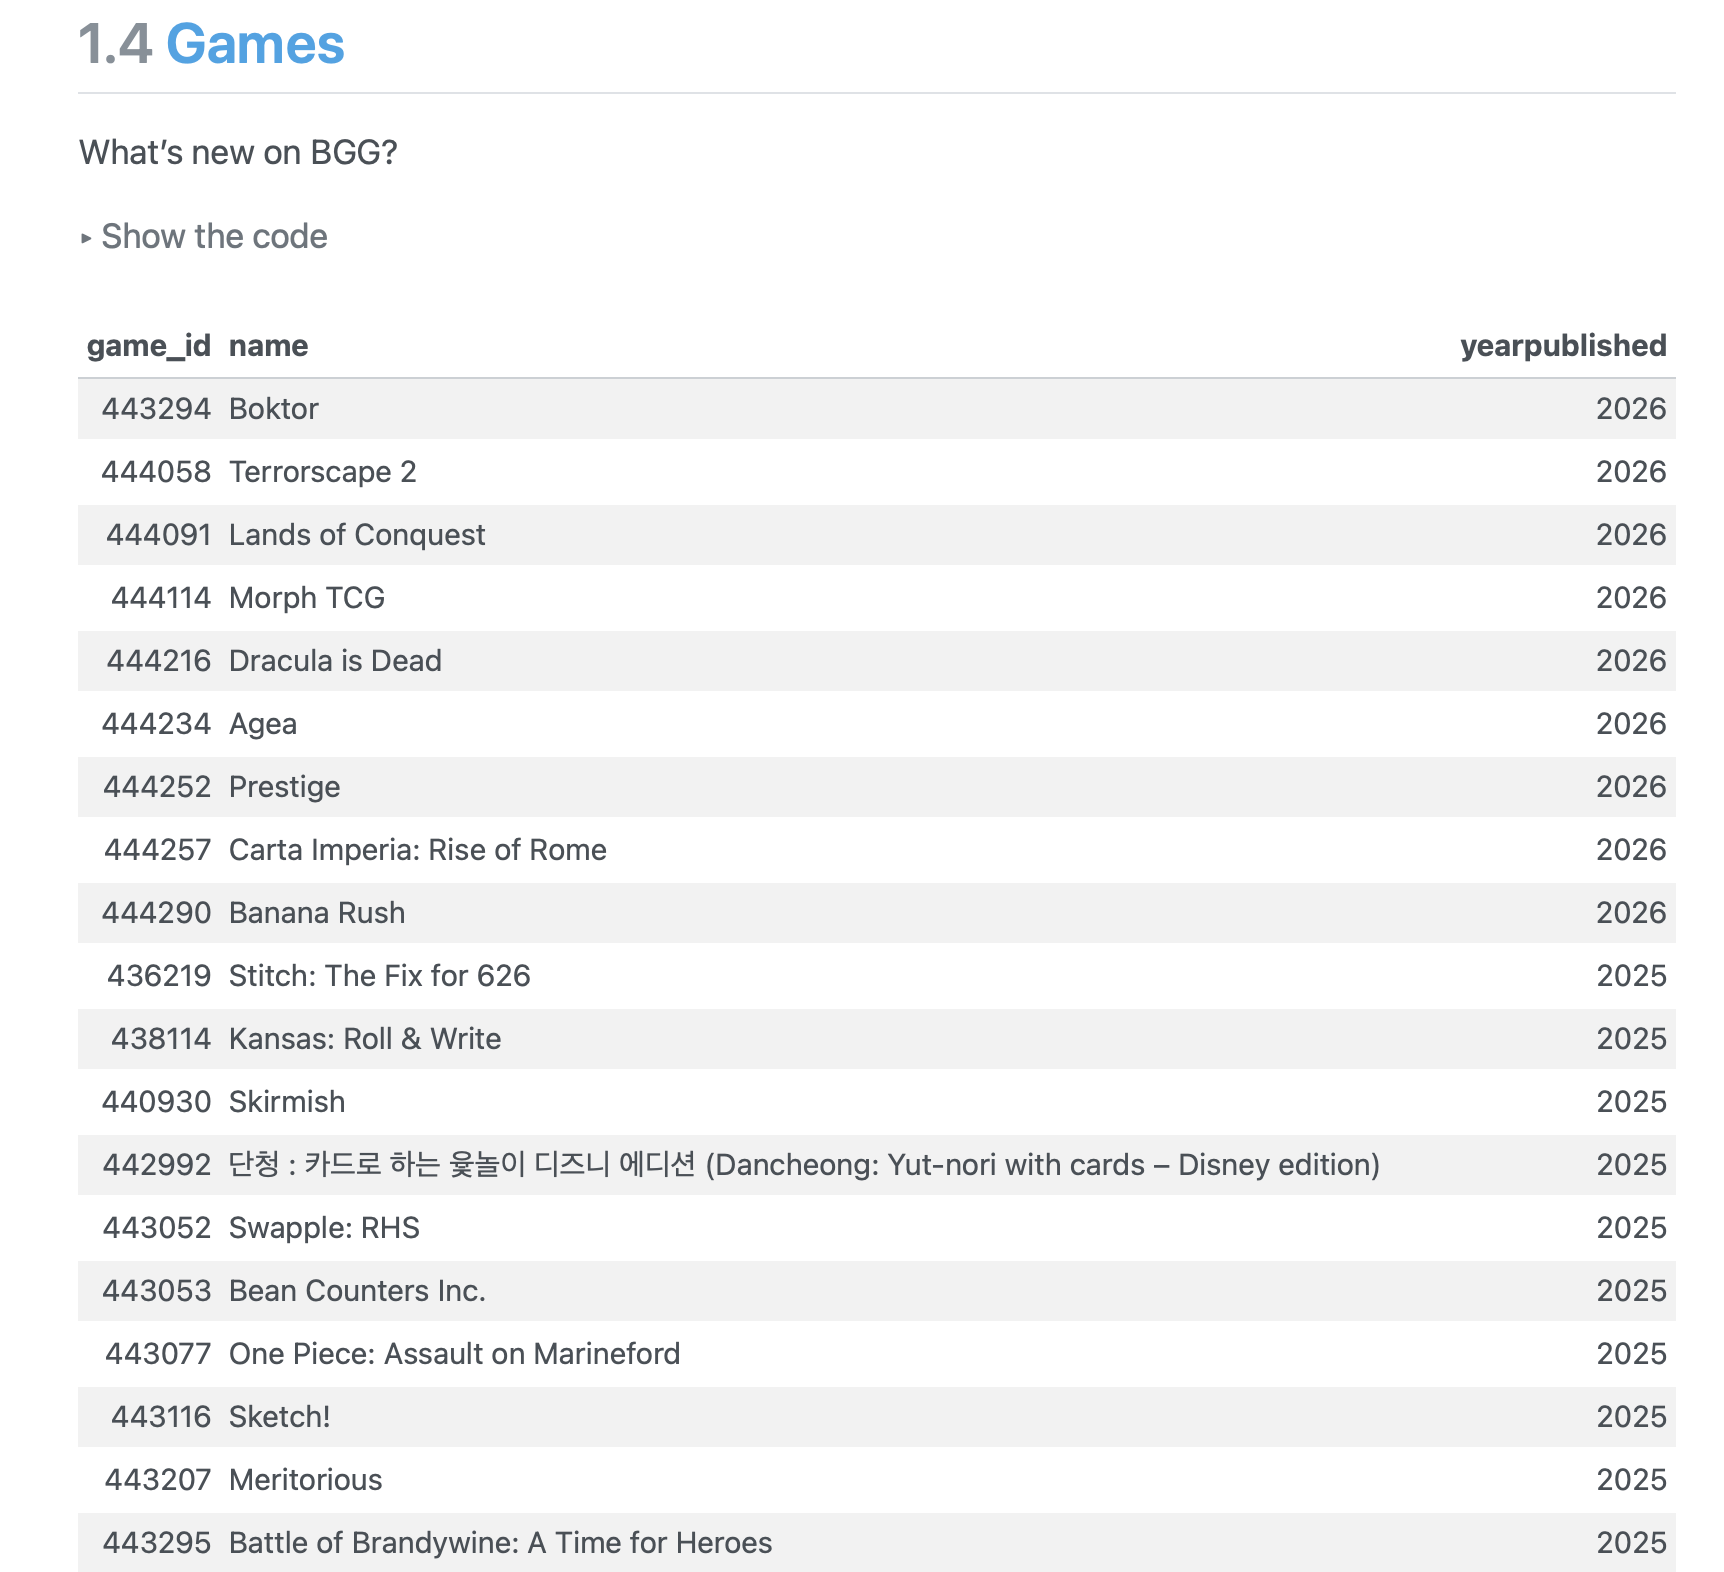 1.4 Games
What's new on BGG?
▸ Show the code
game_id name yearpublished
443294 Boktor 2026
444058 Terrorscape 2 2026
444091 Lands of Conquest 2026
444114 Morph TCG 2026
444216 Dracula is Dead 2026
444234 Agea 2026
444252 Prestige 2026
444257 Carta Imperia: Rise of Rome 2026
444290 Banana Rush 2026
436219 Stitch: The Fix for 626 2025
438114 Kansas: Roll & Write 2025
440930 Skirmish 2025
442992 단청 : 카드로 하는 윷놀이 디즈니 에디션 (Dancheong: Yut-nori with cards – Disney edition) 2025
443052 Swapple: RHS 2025
443053 Bean Counters Inc. 2025
443077 One Piece: Assault on Marineford 2025
443116 Sketch! 2025
443207 Meritorious 2025
443295 Battle of Brandywine: A Time for Heroes 2025